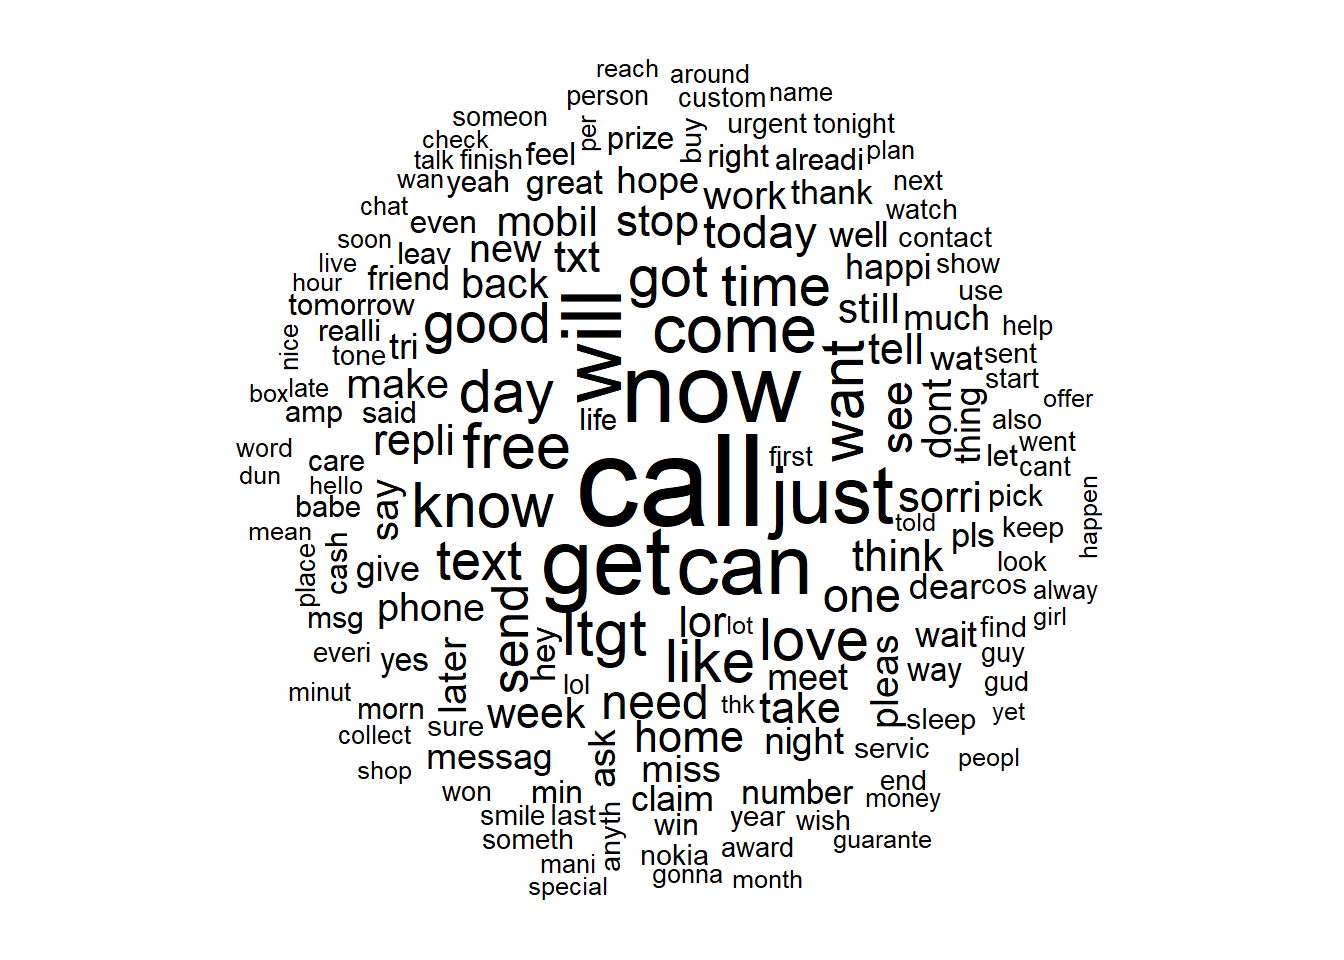 reach around
person custom name
someon per prize buy urgent tonight
check
talk finish feel right alreadi plan
wan yeah great hope work thank next
chat even mobil stop today well watch
soon leav new txt contact
live friend back got time happi show
hour
tomorrow good will come still much use
nice realli tone tri tell wat sent help
box late make day now want see dont thing start
amp said life also offer
word repli free first let went
dun care hello know call just sorri pick cant
babe say told keep happen
mean cash text get can think pls look
place give one dear cos alway
msg phone send ltgt lor lot love wait find girl
everi yes later hey like meet pleas way guy
minut lol gud
morn sure week need thk take sleep yet
collect messag ask home night servic peopl
shop miss end
won min claim number money
smile last win year wish
someth anyth guarante
mani nokia award
special gonna month